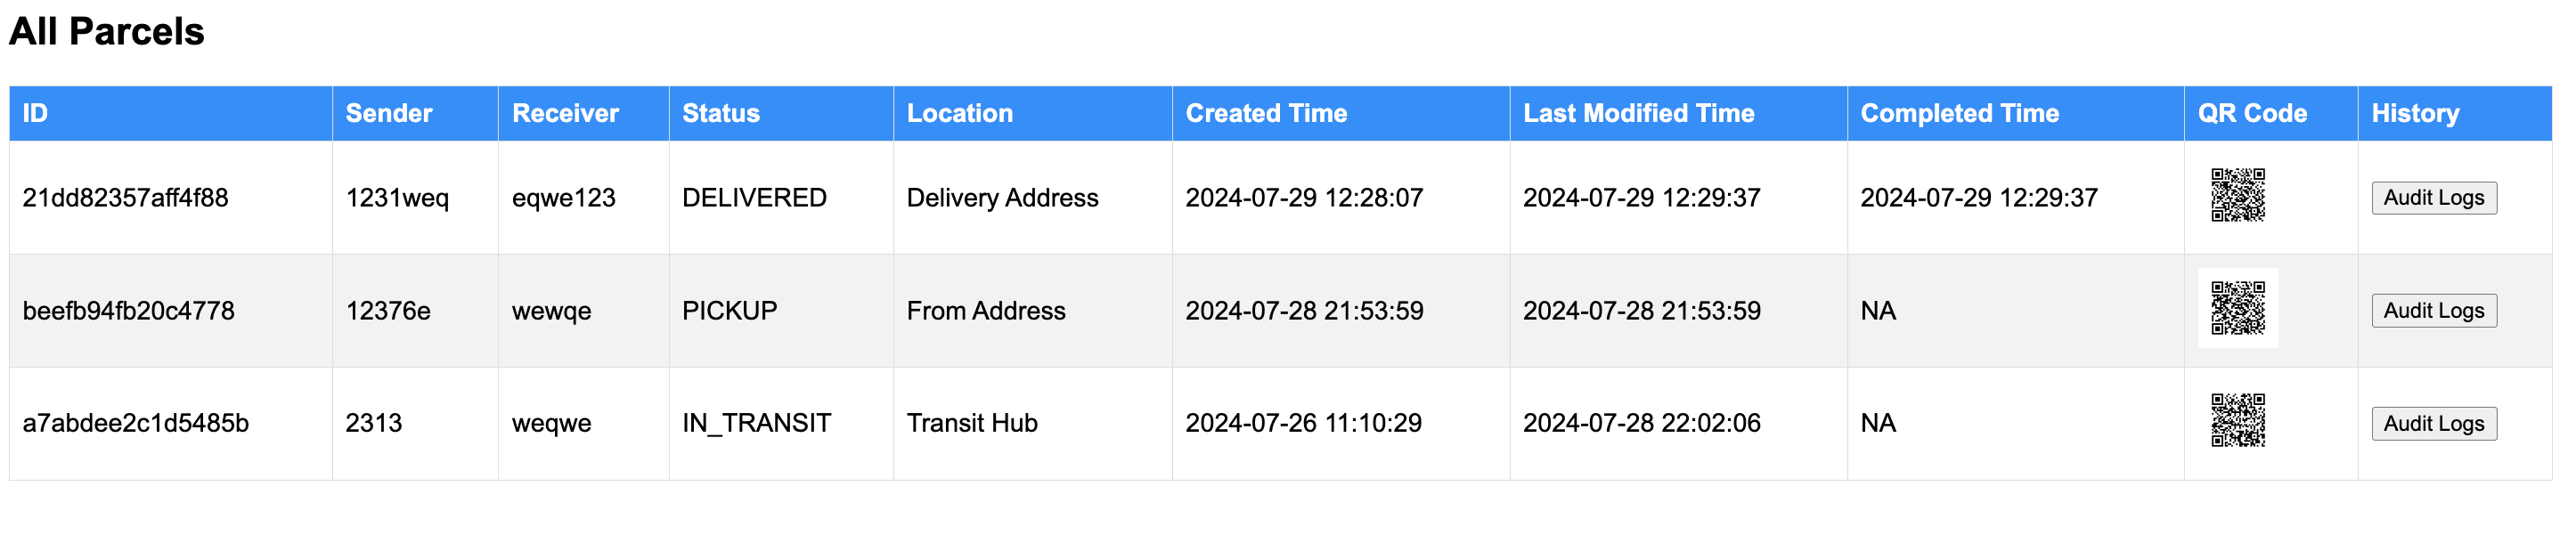 All Parcels
ID Sender Receiver Status Location Created Time Last Modified Time Completed Time QR Code History
21dd82357aff4f88 1231weq eqwe123 DELIVERED Delivery Address 2024-07-29 12:28:07 2024-07-29 12:29:37 2024-07-29 12:29:37 Audit Logs
beefb94fb20c4778 12376e wewqe PICKUP From Address 2024-07-28 21:53:59 2024-07-28 21:53:59 NA Audit Logs
a7abdee2c1d5485b 2313 weqwe IN_TRANSIT Transit Hub 2024-07-26 11:10:29 2024-07-28 22:02:06 NA Audit Logs